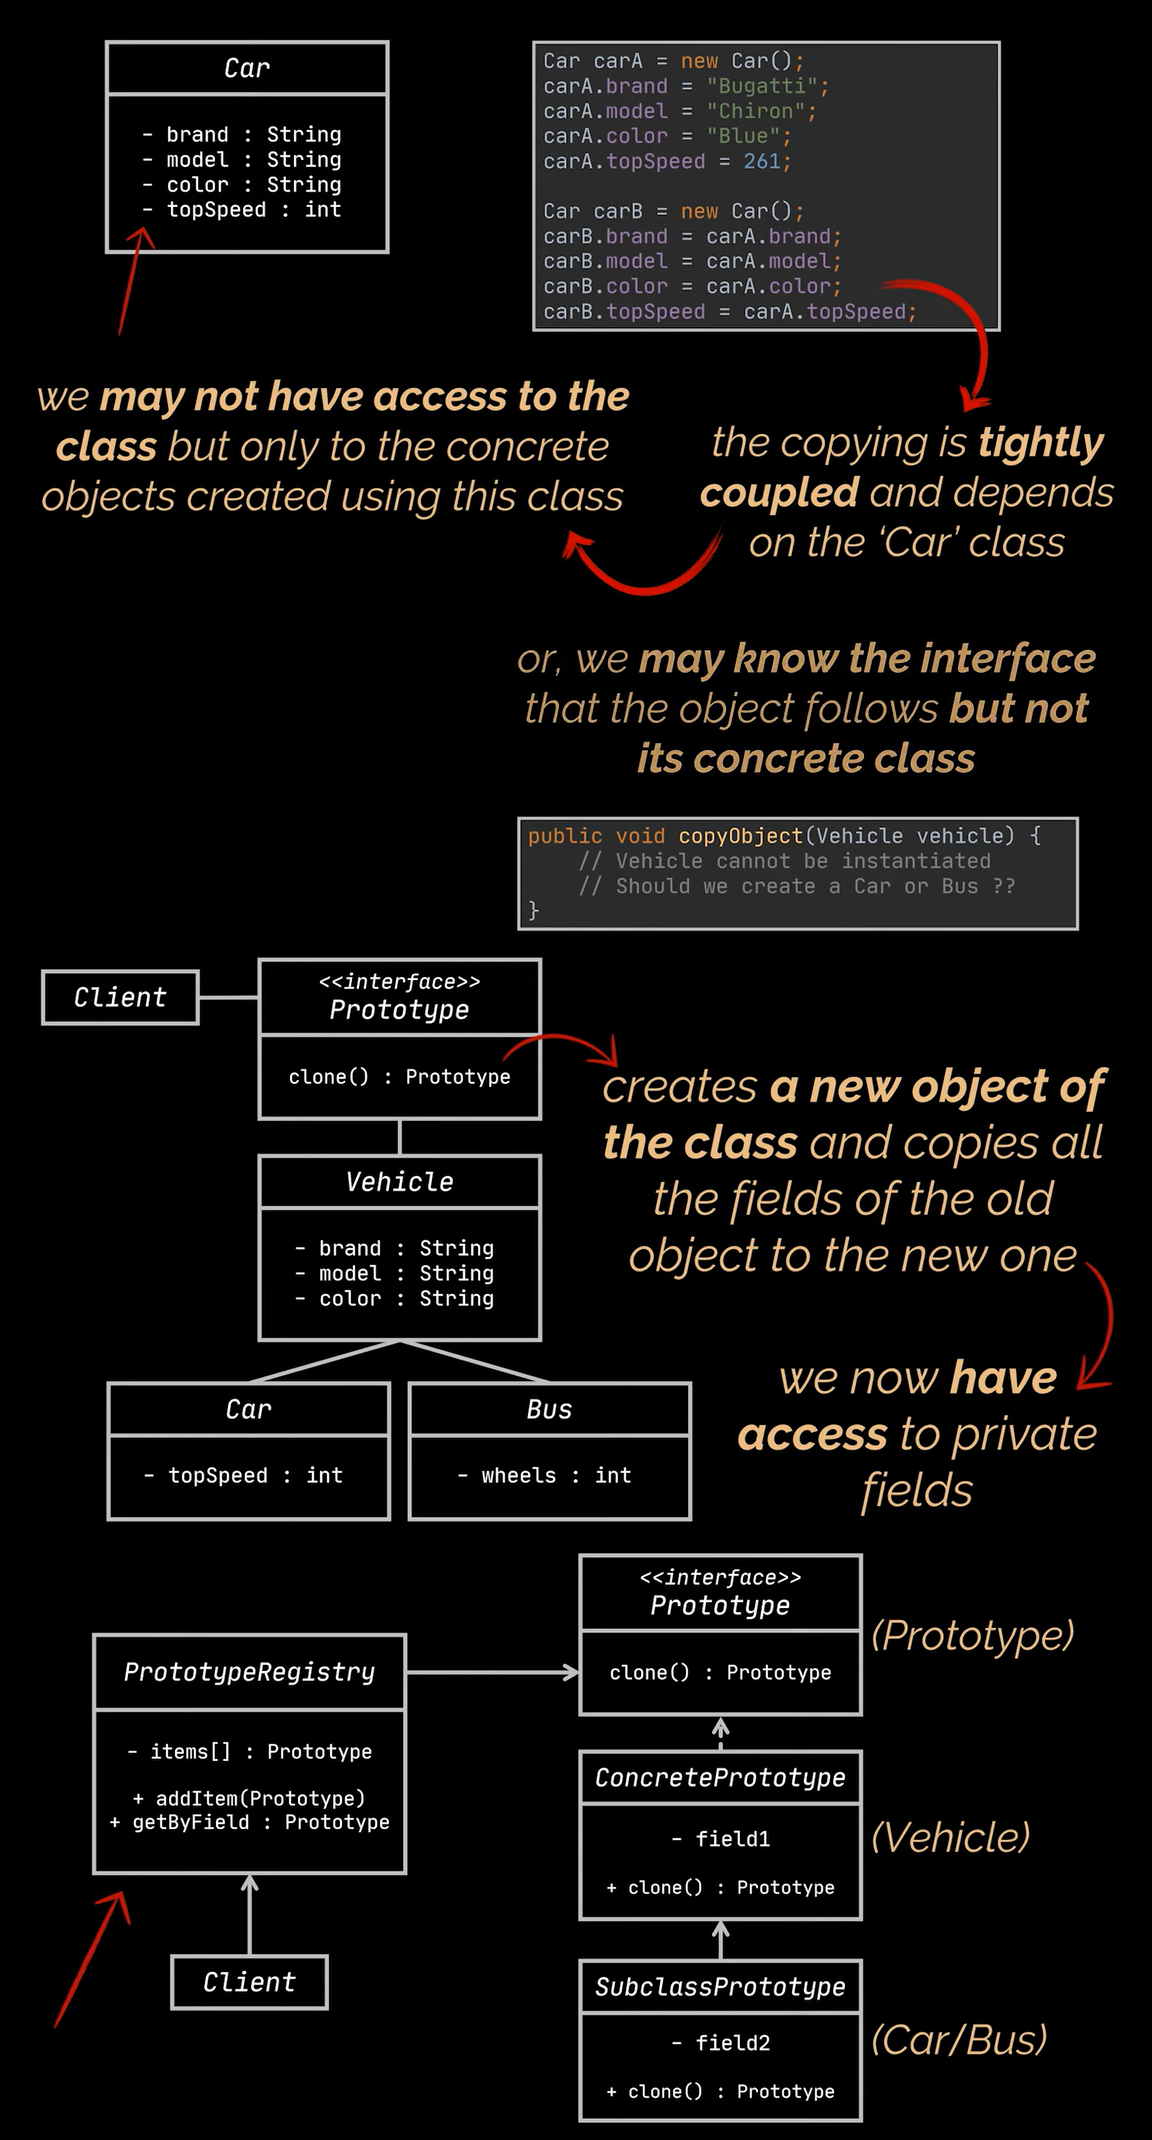 Car
- brand : String
- model : String
- color : String
- topSpeed : int
Car carA = new Car();
carA.brand = "Bugatti";
carA.model = "Chiron";
carA.color = "Blue";
carA.topSpeed = 261;
Car carB = new Car();
carB.brand = carA.brand;
carB.model = carA.model;
carB.color = carA.color;
carB.topSpeed = carA.topSpeed;
we may not have access to the
class but only to the concrete
objects created using this class
the copying is tightly
coupled and depends
on the ‘Car’ class
or, we may know the interface
that the object follows but not
its concrete class
public void copyObject(Vehicle vehicle) {
// Vehicle cannot be instantiated
// Should we create a Car or Bus ??
}
Client
<<interface>>
Prototype
clone() : Prototype
creates a new object of
the class and copies all
the fields of the old
object to the new one
Vehicle
- brand : String
- model : String
- color : String
we now have
access to private
fields
Car
- topSpeed : int
Bus
- wheels : int
<<interface>>
Prototype
clone() : Prototype
(Prototype)
PrototypeRegistry
- items[] : Prototype
+ addItem(Prototype)
+ getByField : Prototype
ConcretePrototype
- field1
+ clone() : Prototype
(Vehicle)
Client
SubclassPrototype
- field2
+ clone() : Prototype
(Car/Bus)